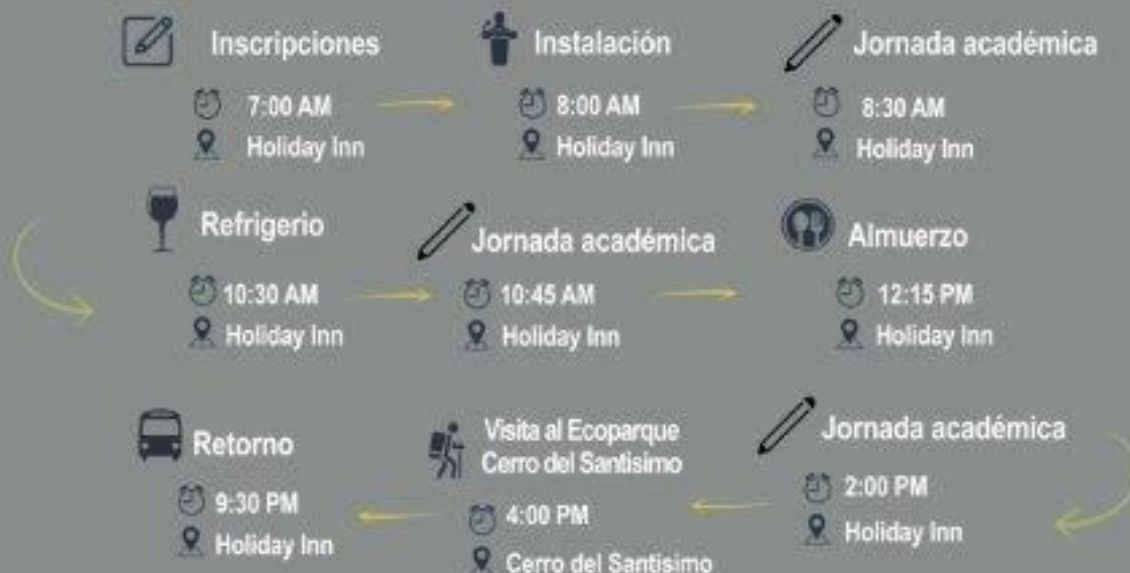 Inscripciones
7:00 AM
Holiday Inn
Instalación
8:00 AM
Holiday Inn
Jornada académica
8:30 AM
Holiday Inn
Refrigerio
10:30 AM
Holiday Inn
Jornada académica
10:45 AM
Holiday Inn
Almuerzo
12:15 PM
Holiday Inn
Jornada académica
2:00 PM
Holiday Inn
Visita al Ecoparque
Cerro del Santisimo
4:00 PM
Cerro del Santisimo
Retorno
9:30 PM
Holiday Inn